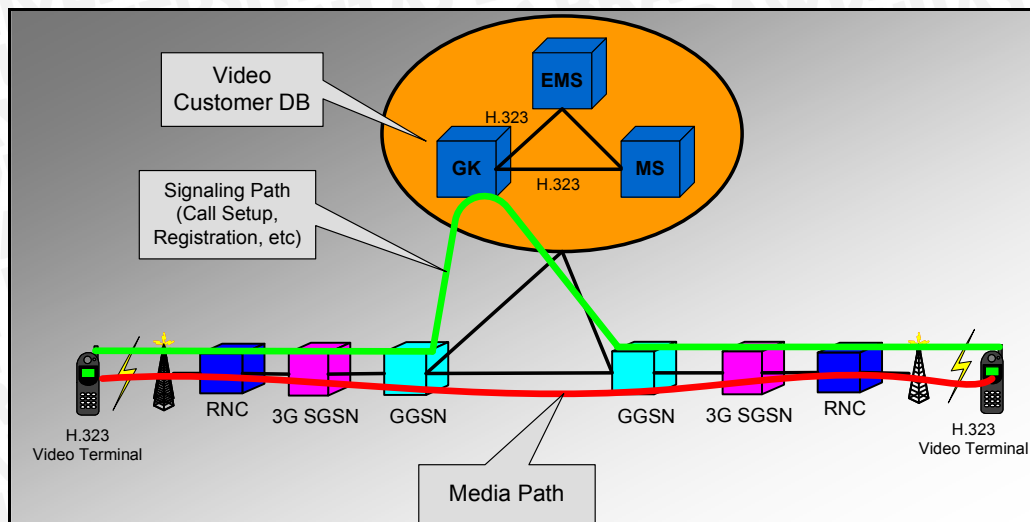 Video
Customer DB
EMS
H.323
GK
MS
H.323
Signaling Path
(Call Setup,
Registration, etc)
RNC
3G SGSN
GGSN
GGSN
3G SGSN
RNC
H.323
Video Terminal
H.323
Video Terminal
Media Path